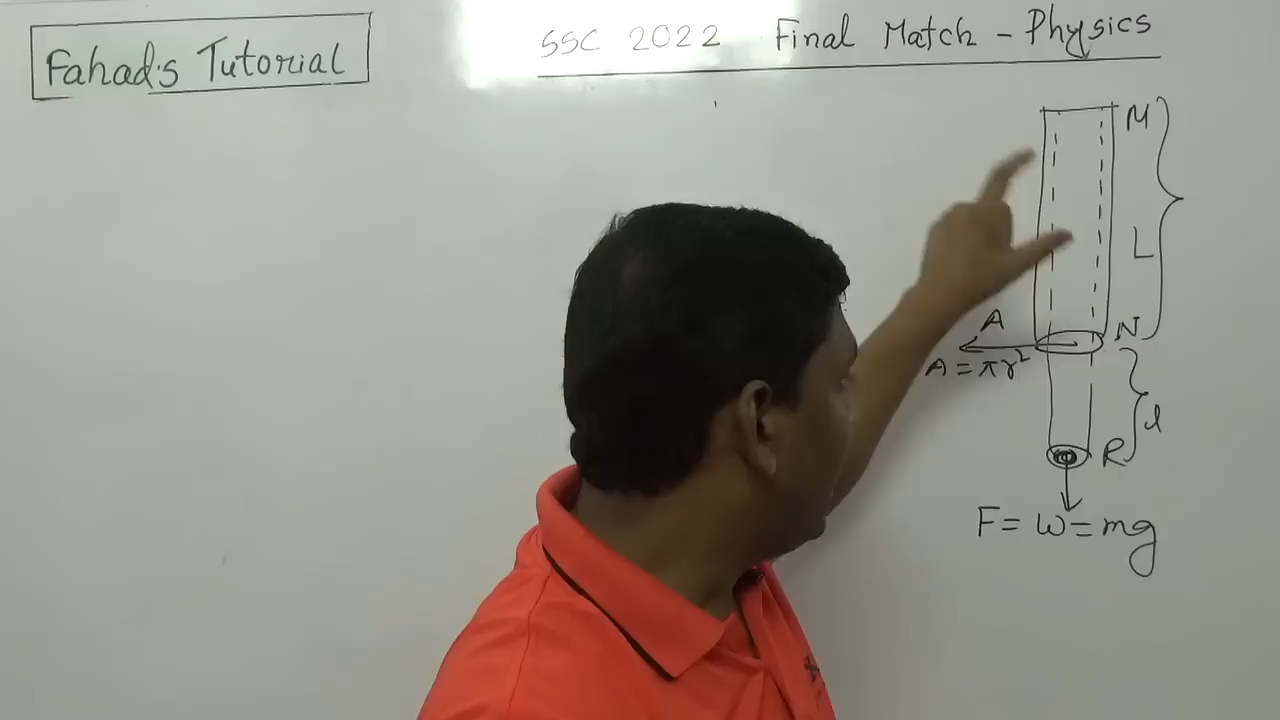 Fahad's Tutorial
SSC 2022 Final Match - Physics
M
L
A
N
A = πr²
l
R
F = W = mg